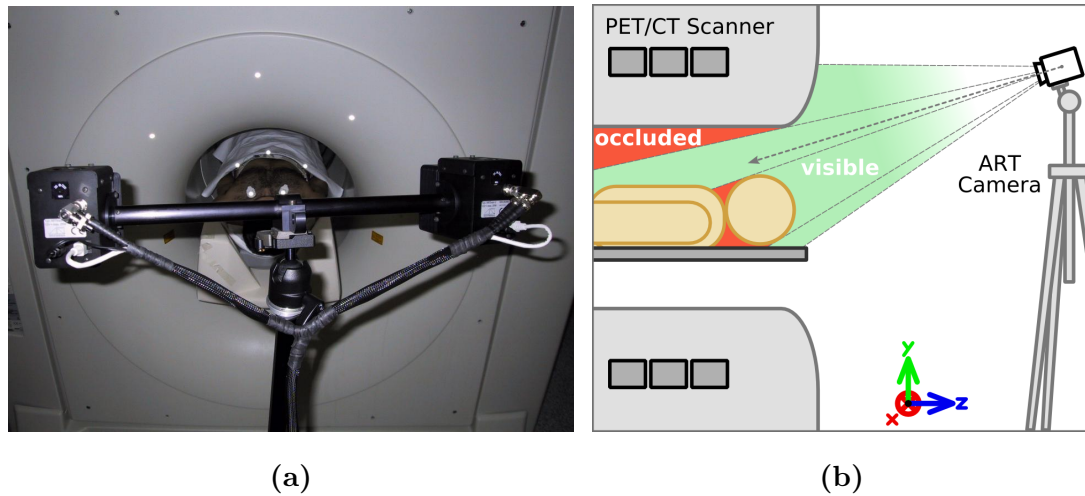 PET/CT Scanner
occluded
visible
ART
Camera
y
z
x
(a)
(b)